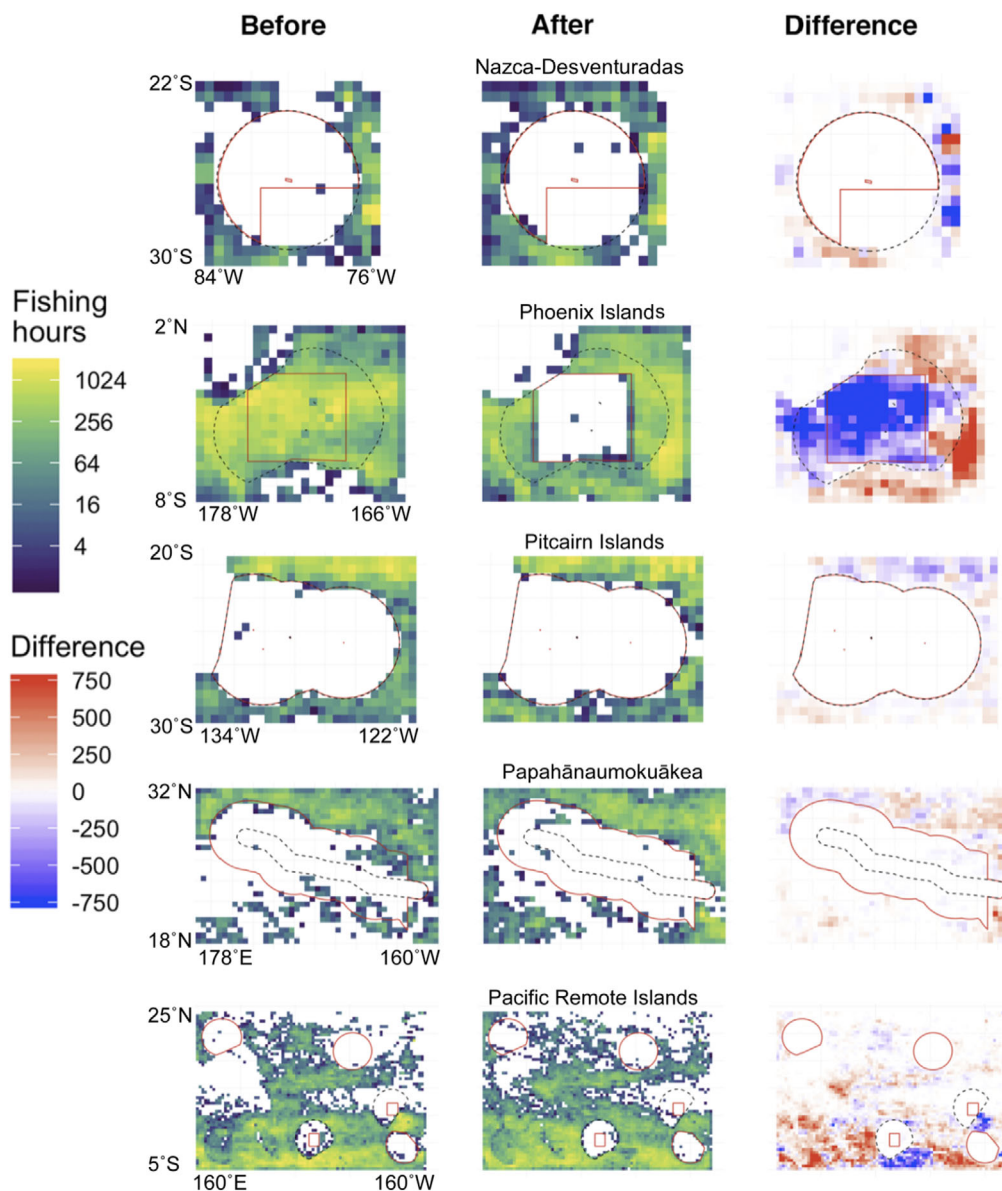 Before After Difference
Nazca-Desventuradas
22˚S
30˚S
84˚W 76˚W
Fishing
hours
1024
256
64
16
4
Phoenix Islands
2˚N
8˚S
178˚W 166˚W
Pitcairn Islands
20˚S
30˚S
134˚W 122˚W
Difference
750
500
250
0
-250
-500
-750
Papahānaumokuākea
32˚N
18˚N
178˚E 160˚W
Pacific Remote Islands
25˚N
5˚S
160˚E 160˚W